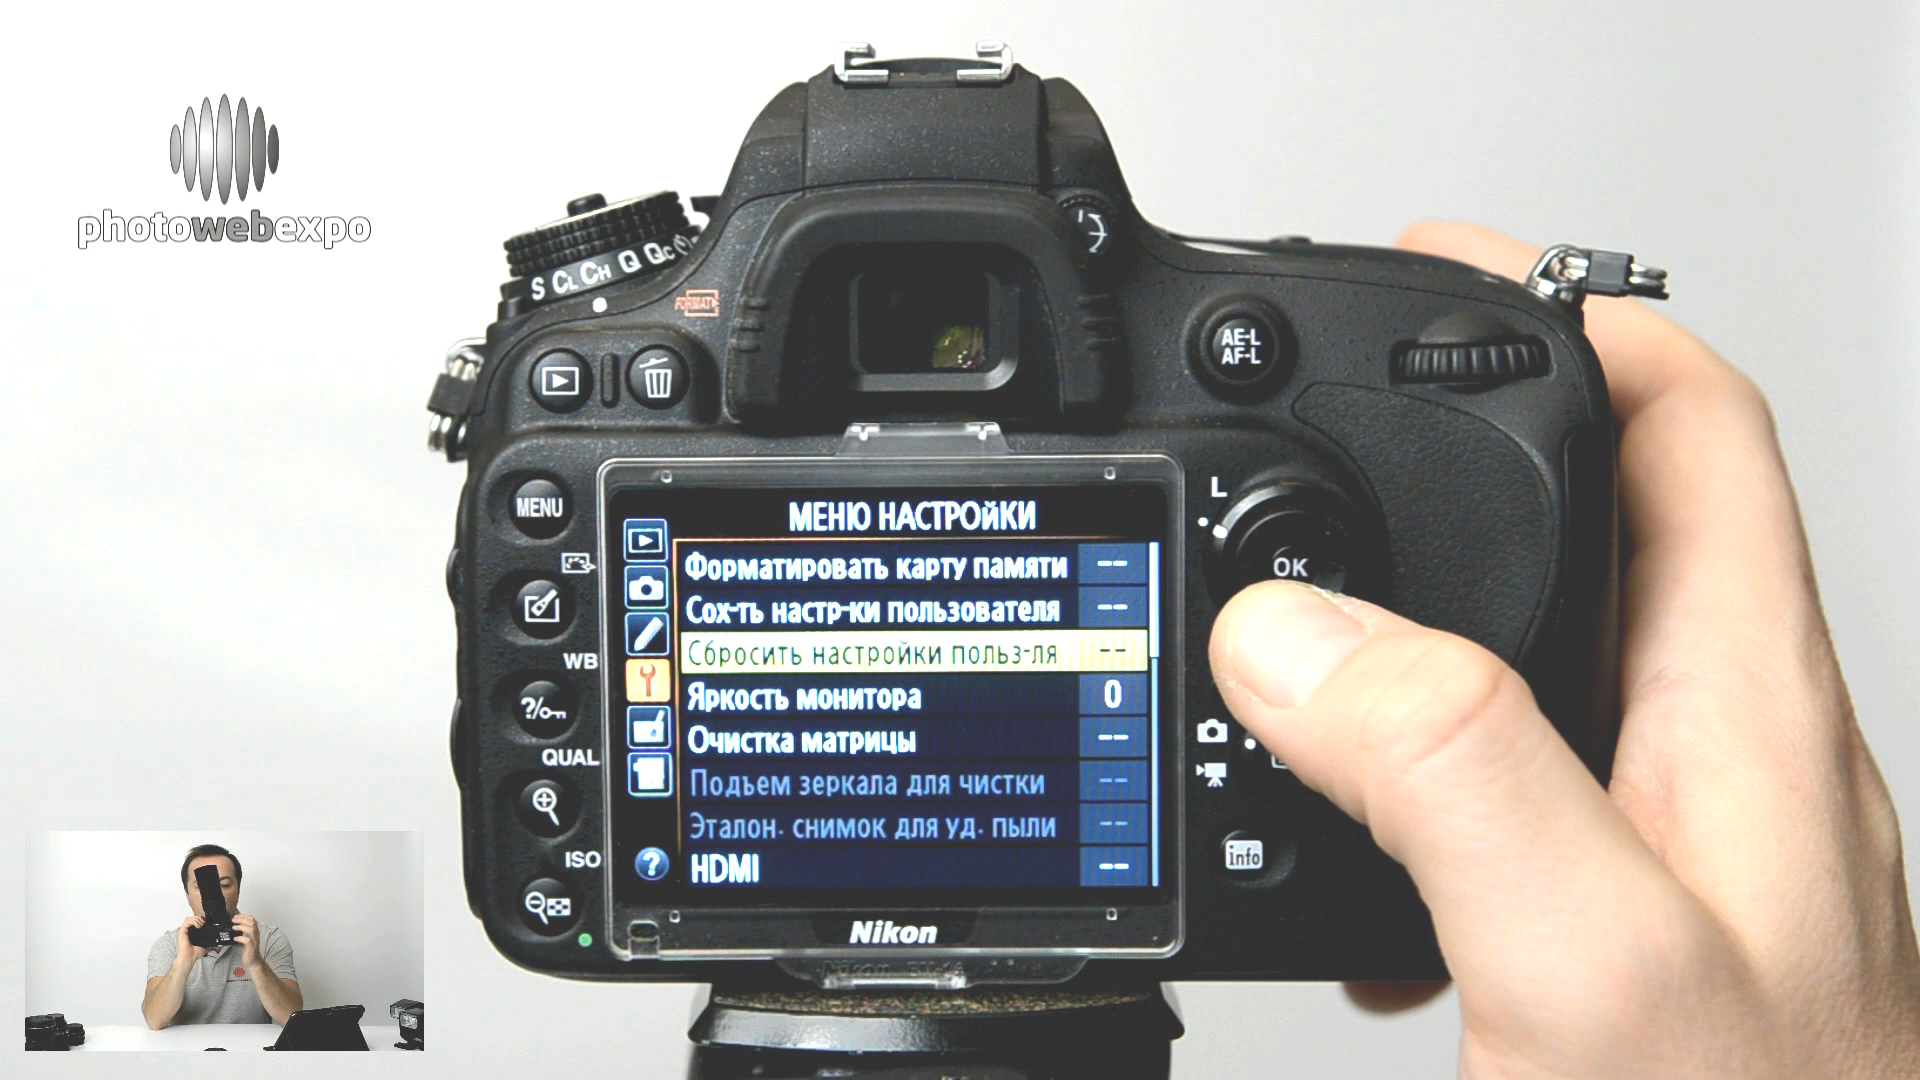 photowebexpo
S CL CH Q Qc
FORMAT
AE-L
AF-L
MENU
L
OK
МЕНЮ НАСТРОЙКИ
Форматировать карту памяти --
Сох-ть настр-ки пользователя --
Сбросить настройки польз-ля --
Яркость монитора 0
Очистка матрицы --
Подъем зеркала для чистки --
Эталон. снимок для уд. пыли --
HDMI --
WB
?/
QUAL
ISO
?
info
Nikon
Nikon